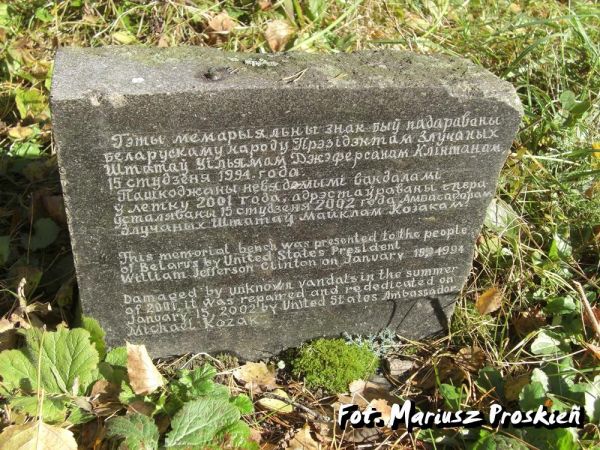 Гэты мемарыяльны знак быў падараваны
беларускаму народу Прэзідэнтам Злучаных
Штатаў Уільямам Джэферсанам Клінтанам
15 студзеня 1994 года.
Пашкоджаны невядомымі вандаламі
улетку 2001 года; адрэстаўраваны і пера-
усталяваны 15 студзеня 2002 года Амбасадарам
Злучаных Штатаў Майклам Козакам.
This memorial bench was presented to the people
of Belarus by United States President
William Jefferson Clinton on January 15, 1994
Damaged by unknown vandals in the summer
of 2001, it was repaired and rededicated on
January 15, 2002 by United States Ambassador
Michael Kozak
Fot. Mariusz Proskień